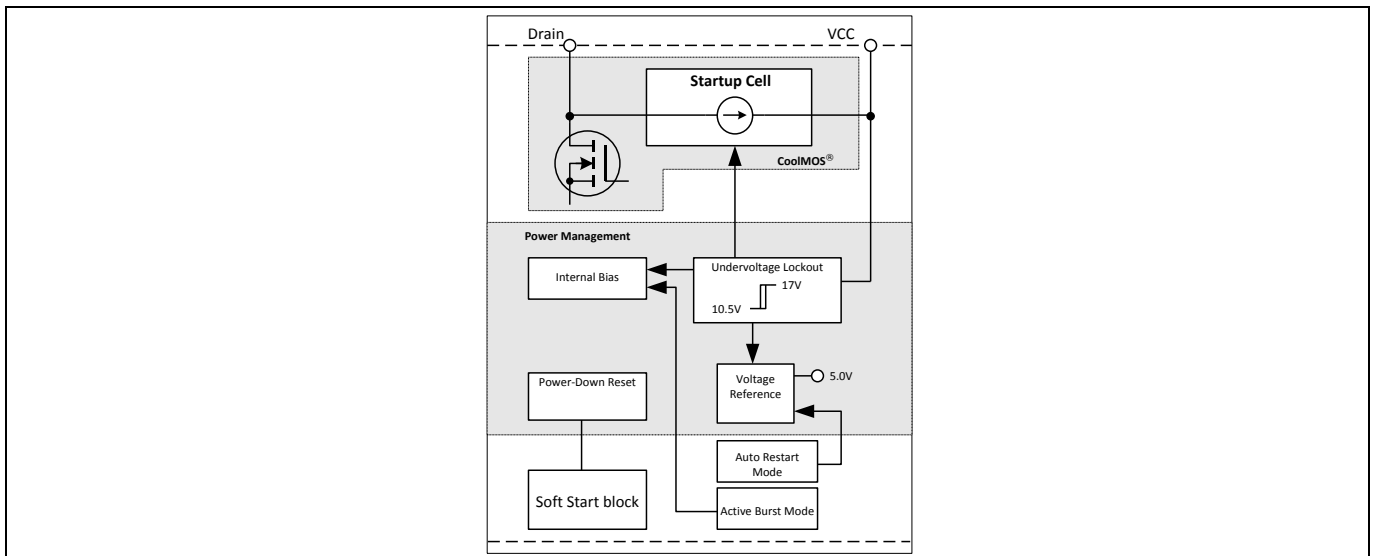 Drain
VCC
Startup Cell
CoolMOS®
Power Management
Internal Bias
Undervoltage Lockout
17V
10.5V
Power-Down Reset
Voltage
Reference
5.0V
Auto Restart
Mode
Soft Start block
Active Burst Mode